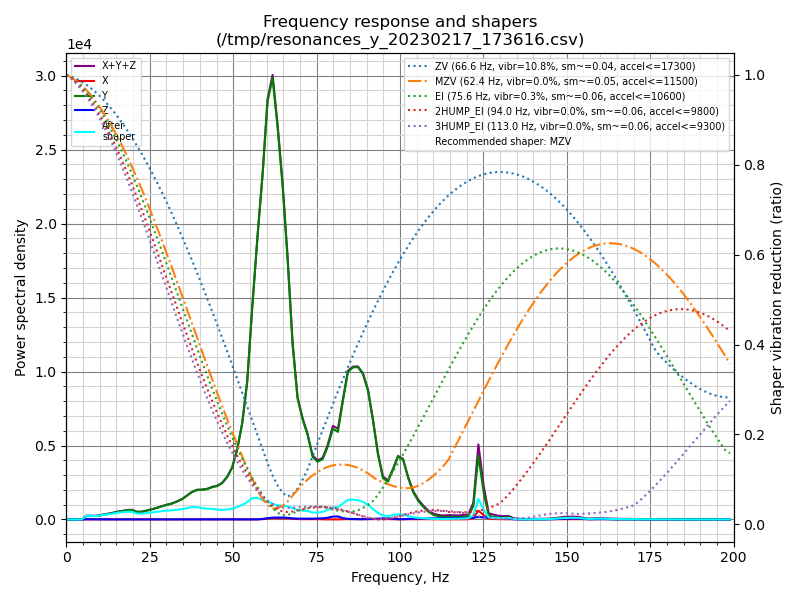 Frequency response and shapers
(/tmp/resonances_y_20230217_173616.csv)
1e4
X+Y+Z
X
Y
Z
After
shaper
ZV (66.6 Hz, vibr=10.8%, sm~=0.04, accel<=17300)
MZV (62.4 Hz, vibr=0.0%, sm~=0.05, accel<=11500)
EI (75.6 Hz, vibr=0.3%, sm~=0.06, accel<=10600)
2HUMP_EI (94.0 Hz, vibr=0.0%, sm~=0.06, accel<=9800)
3HUMP_EI (113.0 Hz, vibr=0.0%, sm~=0.06, accel<=9300)
Recommended shaper: MZV
Power spectral density
3.0
2.5
2.0
1.5
1.0
0.5
0.0
Shaper vibration reduction (ratio)
1.0
0.8
0.6
0.4
0.2
0.0
0 25 50 75 100 125 150 175 200
Frequency, Hz